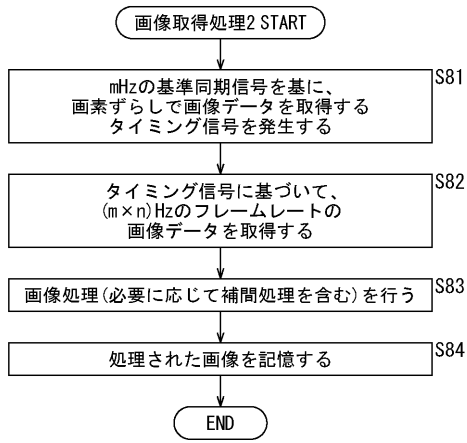 画像取得処理2 START
S81
mHzの基準同期信号を基に、
画素ずらしで画像データを取得する
タイミング信号を発生する
S82
タイミング信号に基づいて、
(m×n)Hzのフレームレートの
画像データを取得する
S83
画像処理(必要に応じて補間処理を含む)を行う
S84
処理された画像を記憶する
END